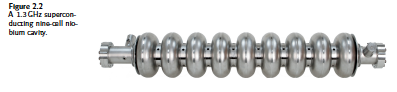 Figure 2.2
A 1.3 GHz supercon-
ducting nine-cell nio-
bium cavity.